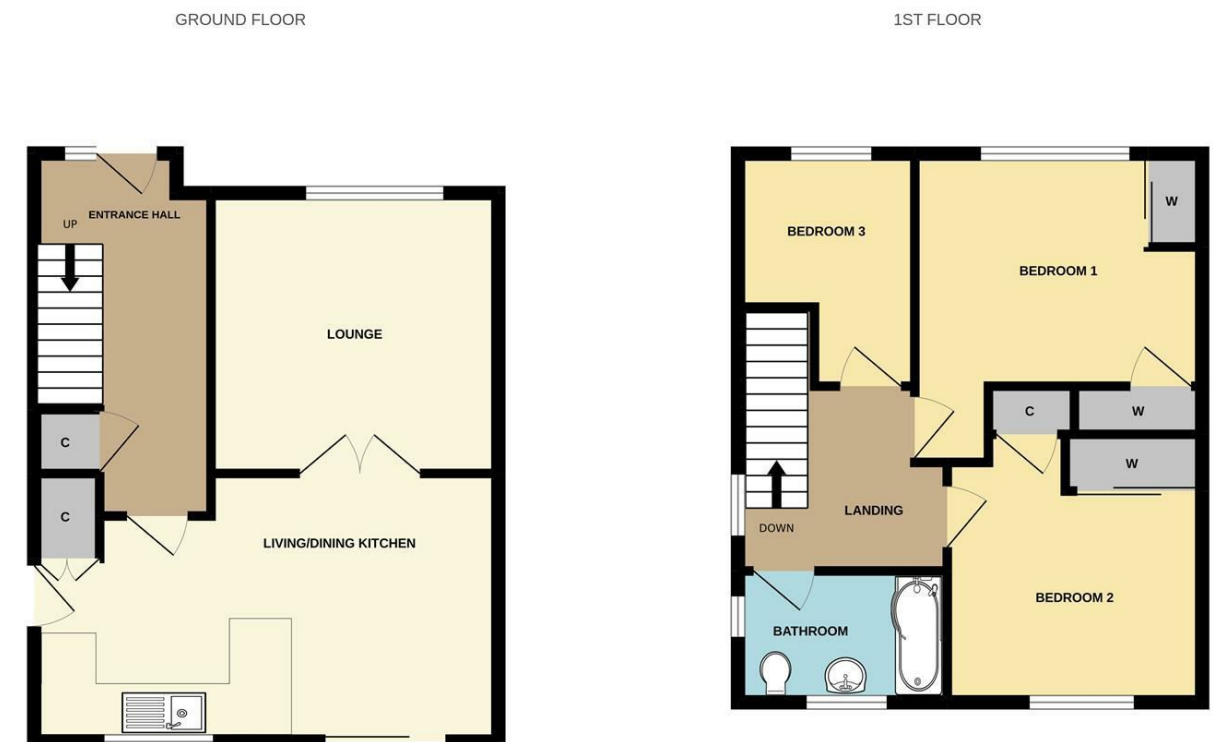 GROUND FLOOR
1ST FLOOR
ENTRANCE HALL
UP
LOUNGE
C
C
LIVING/DINING KITCHEN
BEDROOM 3
W
BEDROOM 1
C
W
W
LANDING
DOWN
BEDROOM 2
BATHROOM